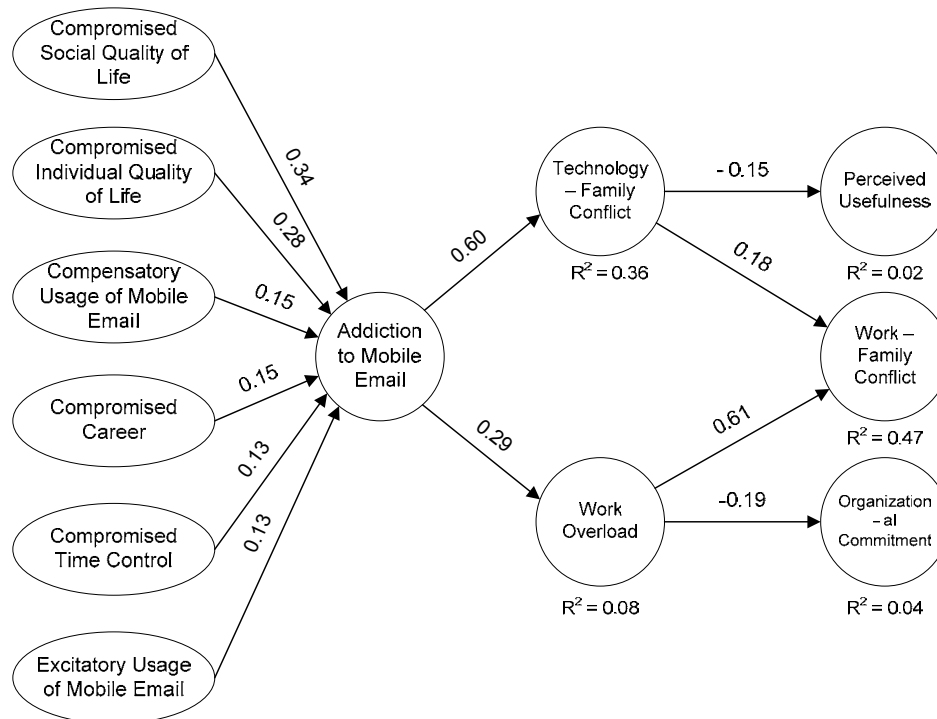 Compromised
Social Quality of
Life
0.34
Compromised
Individual Quality
of Life
0.28
Compensatory
Usage of Mobile
Email
0.15
Compromised
Career
0.15
Compromised
Time Control
0.13
Excitatory Usage
of Mobile Email
0.13
Addiction
to Mobile
Email
0.60
0.29
Technology
– Family
Conflict
R² = 0.36
- 0.15
0.18
Work
Overload
R² = 0.08
0.61
-0.19
Perceived
Usefulness
R² = 0.02
Work –
Family
Conflict
R² = 0.47
Organization
- al
Commitment
R² = 0.04